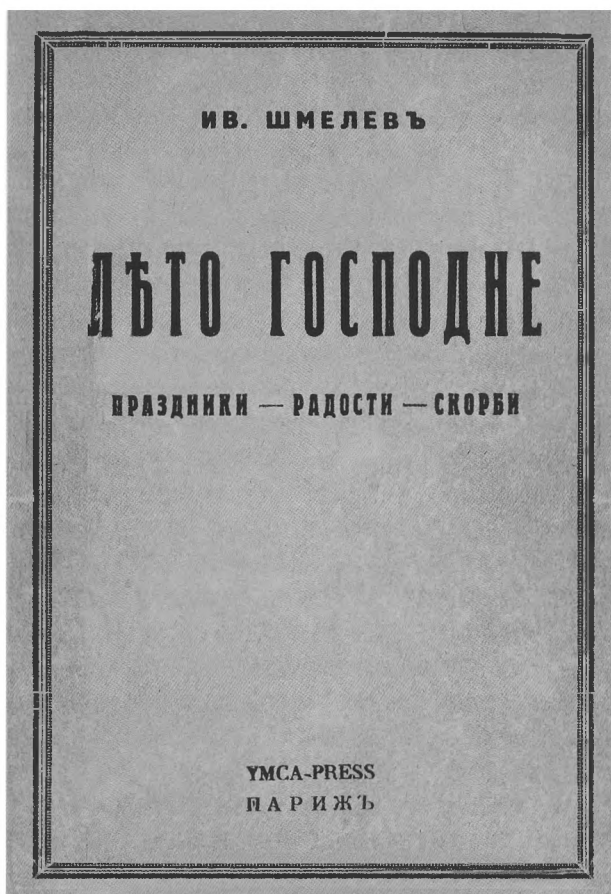 ИВ. ШМЕЛЕВЪ
ЛѢТО ГОСПОДНЕ
ПРАЗДНИКИ — РАДОСТИ — СКОРБИ
YMCA-PRESS
ПАРИЖЪ